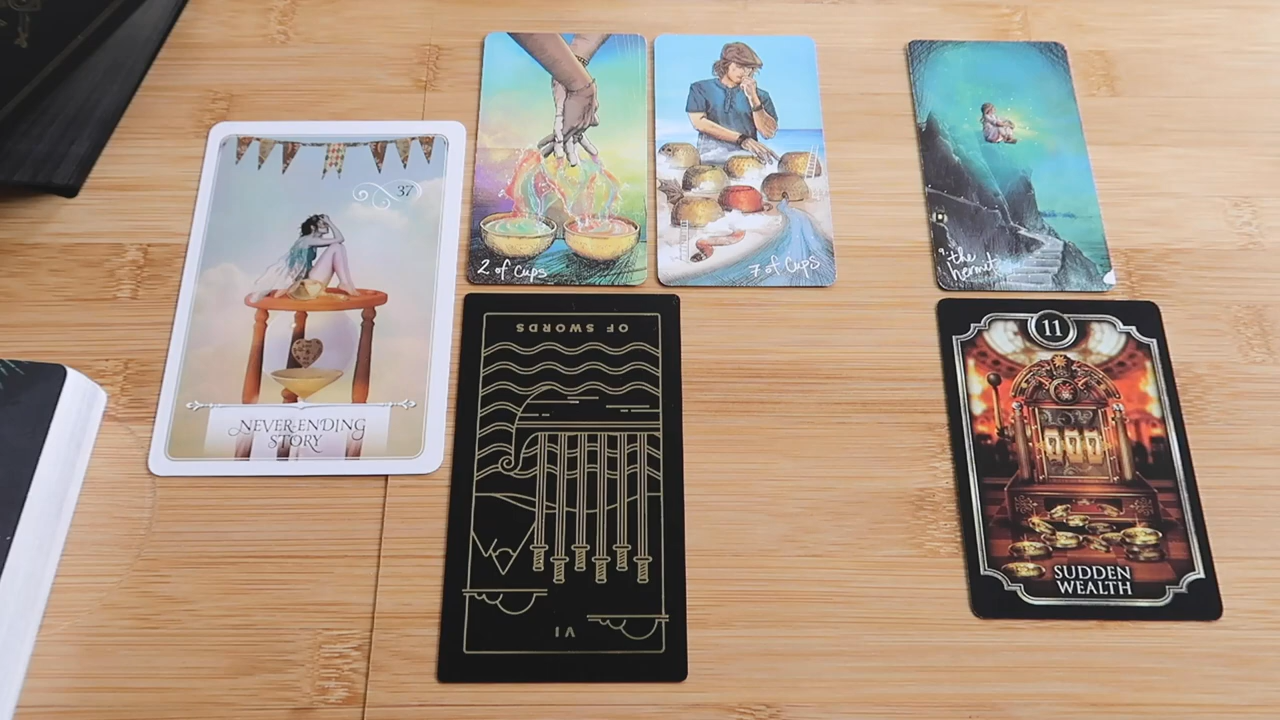 37
NEVER-ENDING
STORY
2 of Cups
7 of Cups
9. the
hermit
OF SWORDS
VI
11
777
SUDDEN
WEALTH